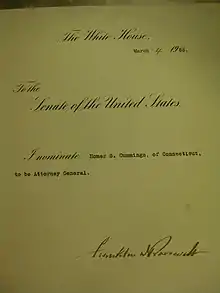 The White House,
March 4, 19
To the
Senate of the United States.
I nominate Homer S. Cummings, of Connecticut,
to be Attorney General.
Franklin D Roosevelt